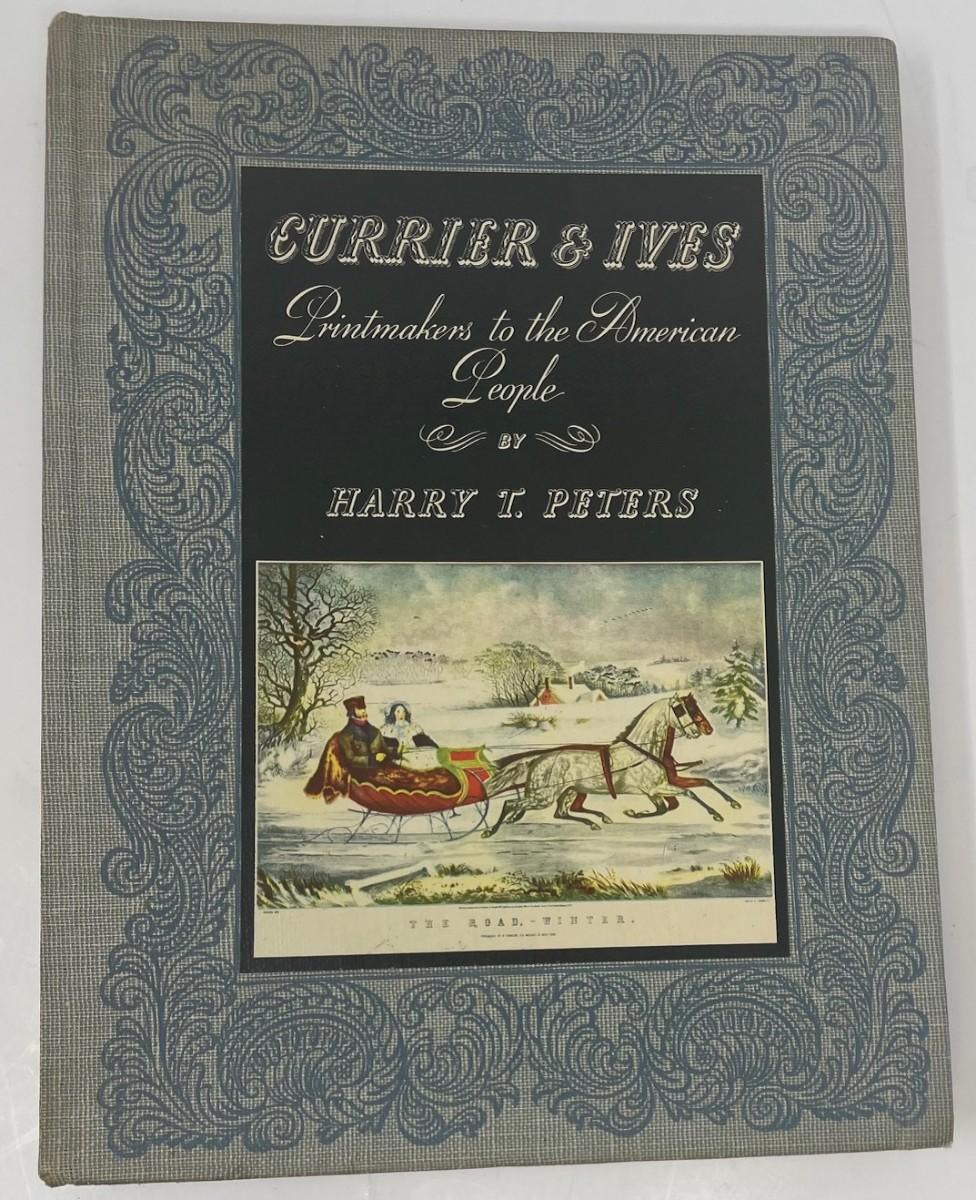 CURRIER & IVES
Printmakers to the American
People
BY
HARRY T. PETERS
THE ROAD,-WINTER.